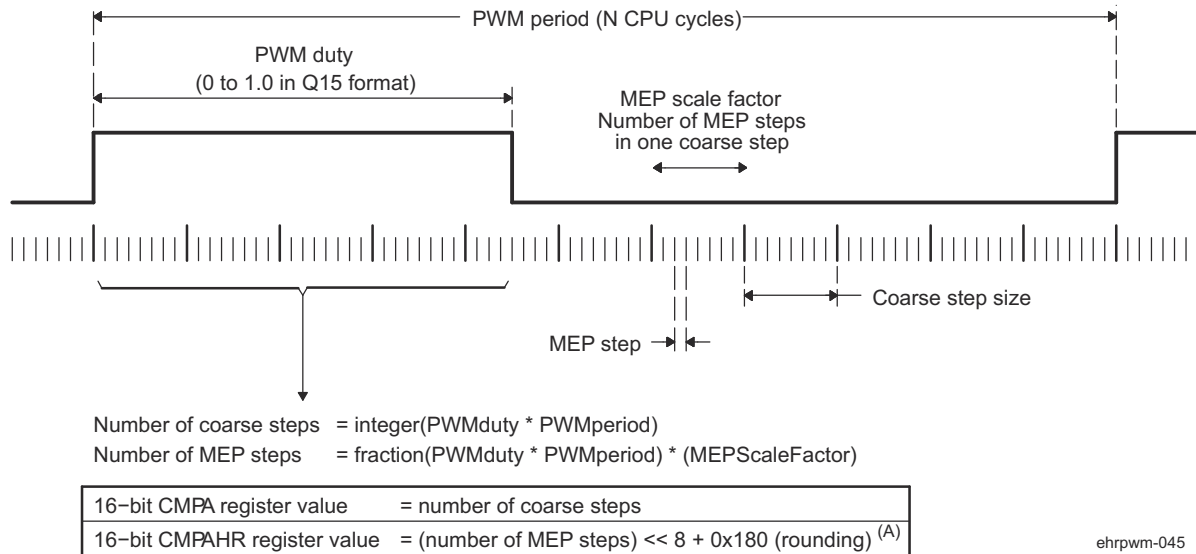 PWM period (N CPU cycles)
PWM duty
(0 to 1.0 in Q15 format)
MEP scale factor
Number of MEP steps
in one coarse step
Coarse step size
MEP step
Number of coarse steps = integer(PWMduty * PWMperiod)
Number of MEP steps = fraction(PWMduty * PWMperiod) * (MEPScaleFactor)
16−bit CMPA register value = number of coarse steps
16−bit CMPAHR register value = (number of MEP steps) << 8 + 0x180 (rounding) (A)
ehrpwm-045